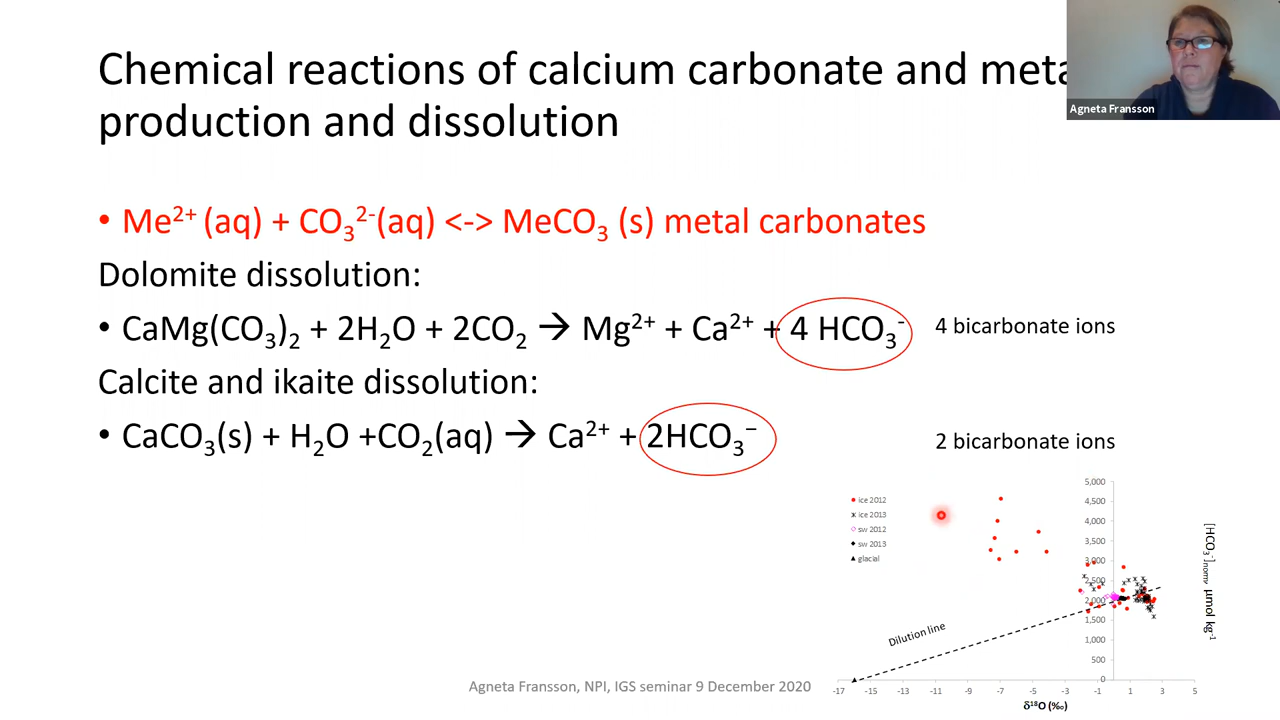 Chemical reactions of calcium carbonate and
production and dissolution
Agneta Fransson
• Me²⁺ (aq) + CO₃²⁻(aq) <-> MeCO₃ (s) metal carbonates
Dolomite dissolution:
• CaMg(CO₃)₂ + 2H₂O + 2CO₂ → Mg²⁺ + Ca²⁺ + 4 HCO₃⁻
4 bicarbonate ions
Calcite and ikaite dissolution:
• CaCO₃(s) + H₂O +CO₂(aq) → Ca²⁺ + 2HCO₃⁻
2 bicarbonate ions
ice 2012
ice 2013
sw 2012
sw 2013
glacial
5,000
4,500
4,000
3,500
3,000
2,500
2,000
1,500
1,000
500
0
[HCO₃⁻]norm, µmol kg⁻¹
Dilution line
-17 -15 -13 -11 -9 -7 -5 -3 -1 1 3 5
δ¹⁸O (‰)
Agneta Fransson, NPI, IGS seminar 9 December 2020